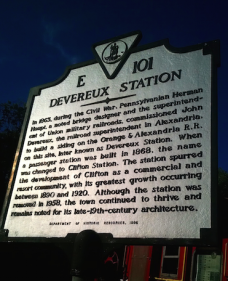 E 101
DEVEREUX STATION
In 1863, during the Civil War, Pennsylvanian Herman
Haupt, a noted bridge designer and the superintend-
ent of Union military railroads, commissioned John
Devereux, the railroad superintendent in Alexandria,
to build a siding on the Orange & Alexandria R.R.
on this site, later known as Devereux Station. When
a passenger station was built in 1868, the name
was changed to Clifton Station. The station spurred
the development of Clifton as a commercial and
resort community, with its greatest growth occurring
between 1890 and 1920. Although the station was
removed in 1958, the town continued to thrive and
remains noted for its late-19th-century architecture.
DEPARTMENT OF HISTORIC RESOURCES,